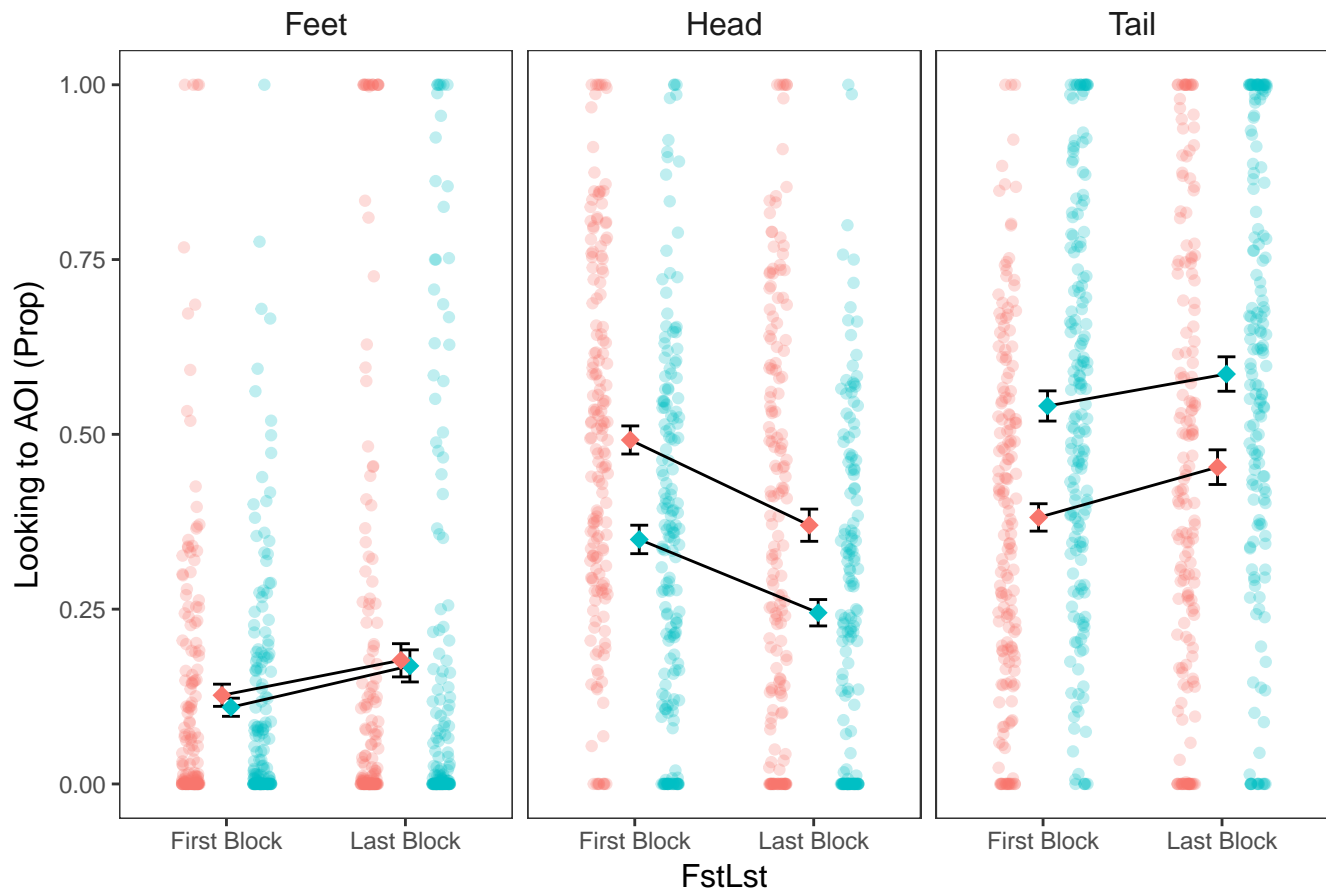 Feet
Head
Tail
Looking to AOI (Prop)
1.00
0.75
0.50
0.25
0.00
First Block
Last Block
First Block
Last Block
First Block
Last Block
FstLst